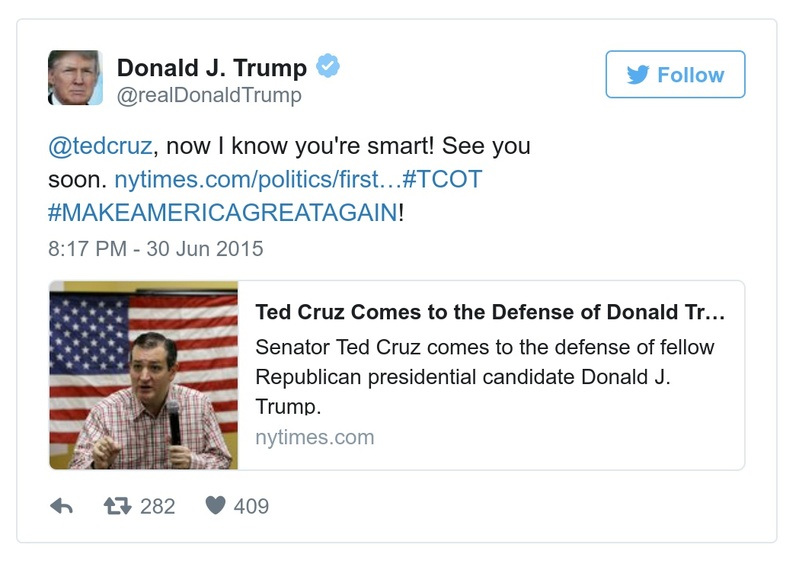 Donald J. Trump
@realDonaldTrump
Follow
@tedcruz, now I know you're smart! See you
soon. nytimes.com/politics/first…#TCOT
#MAKEAMERICAGREATAGAIN!
8:17 PM - 30 Jun 2015
Ted Cruz Comes to the Defense of Donald Tr…
Senator Ted Cruz comes to the defense of fellow
Republican presidential candidate Donald J.
Trump.
nytimes.com
282 409